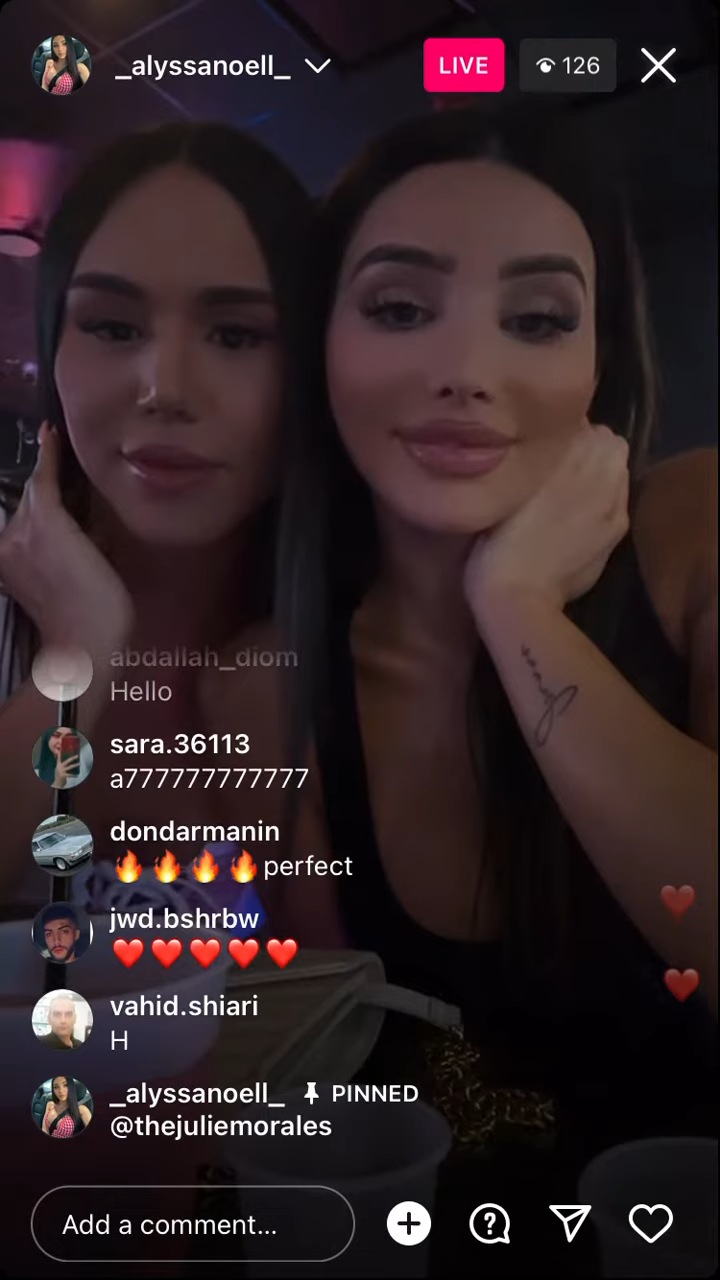 _alyssanoell_
LIVE
126
abdallah_diom
Hello
sara.36113
a777777777777
dondarmanin
🔥🔥🔥🔥perfect
jwd.bshrbw
❤️❤️❤️❤️❤️
vahid.shiari
H
_alyssanoell_ PINNED
@thejuliemorales
Add a comment...